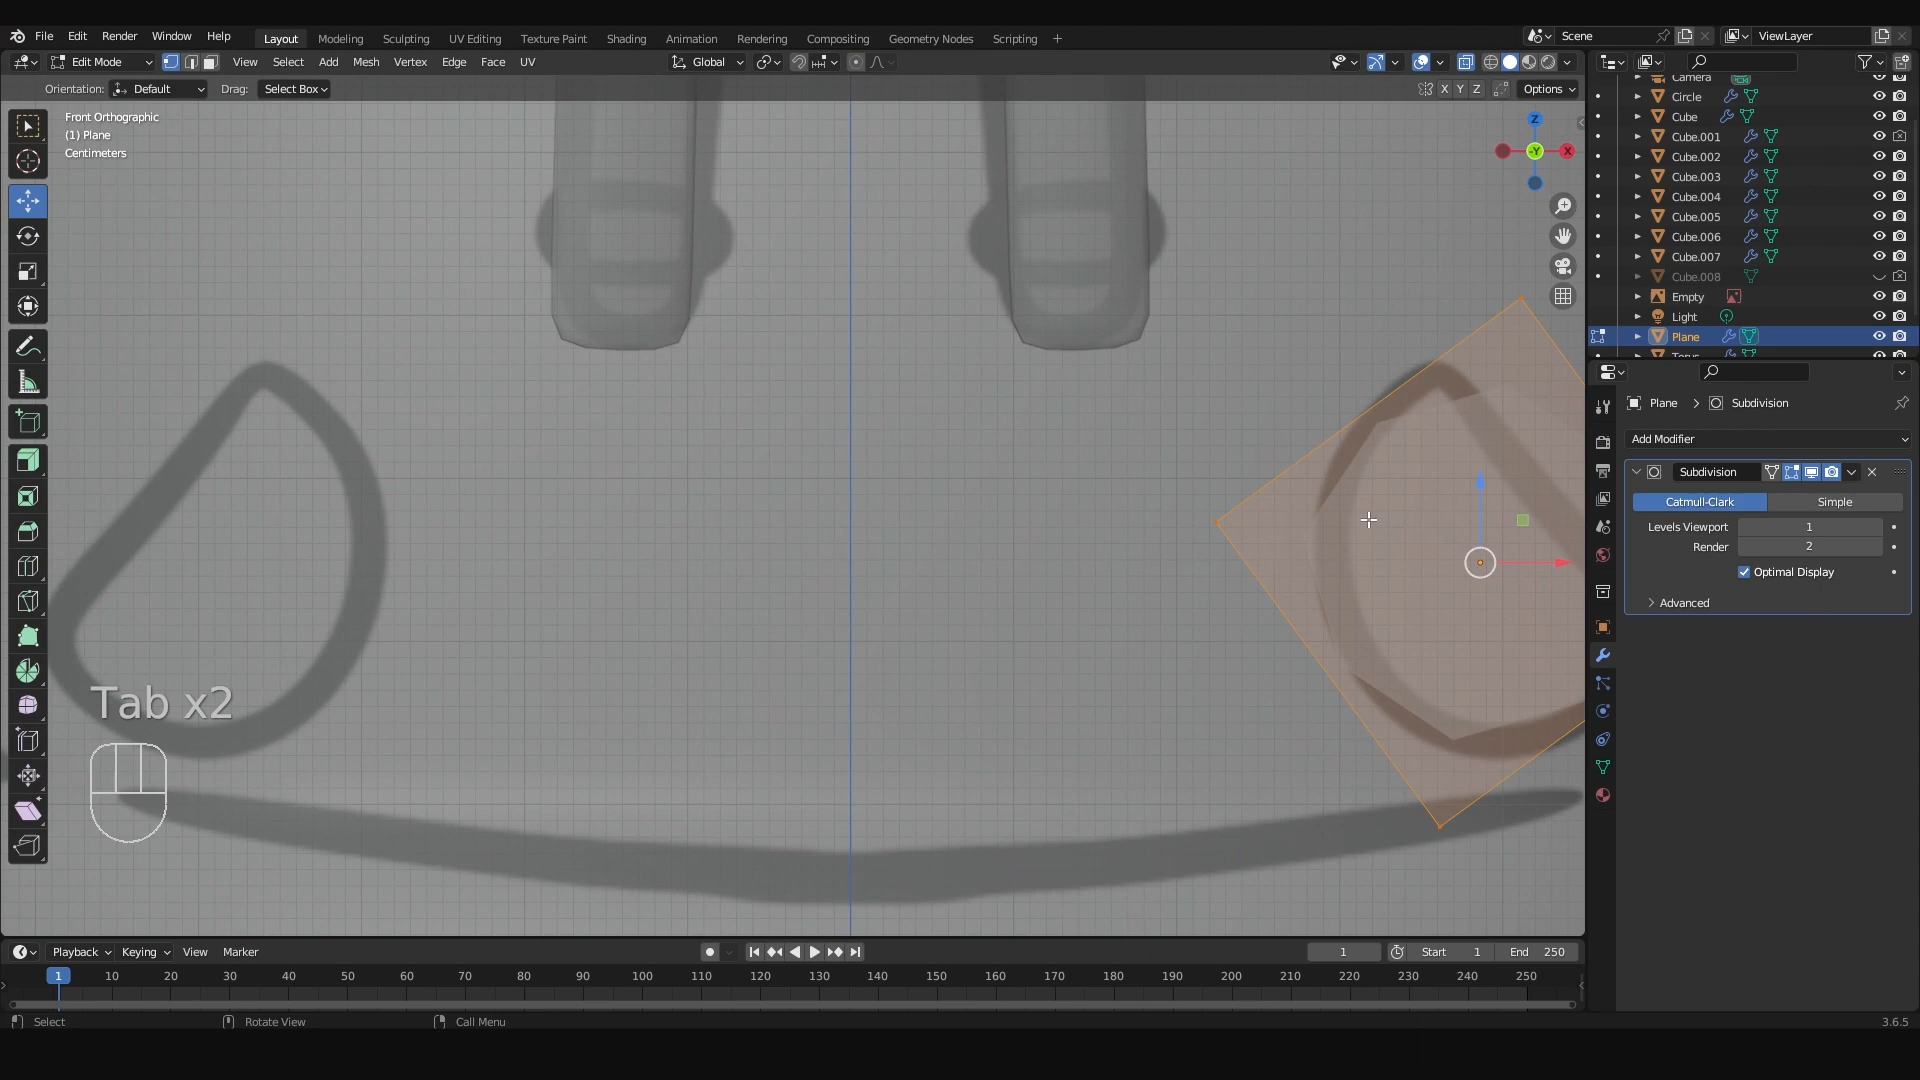 File Edit Render Window Help Layout Modeling Sculpting UV Editing Texture Paint Shading Animation Rendering Compositing Geometry Nodes Scripting + Scene ViewLayer
Edit Mode View Select Add Mesh Vertex Edge Face UV Global
Orientation: Default Drag: Select Box X Y Z Options
Front Orthographic
(1) Plane
Centimeters
Z
-Y
X
Camera
Circle
Cube
Cube.001
Cube.002
Cube.003
Cube.004
Cube.005
Cube.006
Cube.007
Cube.008
Empty
Light
Plane
Torus
Plane > Subdivision
Add Modifier
Subdivision
Catmull-Clark Simple
Levels Viewport 1
Render 2
Optimal Display
Advanced
Tab x2
Playback Keying View Marker 1 Start 1 End 250
1 10 20 30 40 50 60 70 80 90 100 110 120 130 140 150 160 170 180 190 200 210 220 230 240 250
Select Rotate View Call Menu 3.6.5